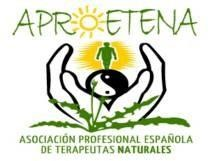 APROETENA
ASOCIACIÓN PROFESIONAL ESPAÑOLA
DE TERAPEUTAS NATURALES